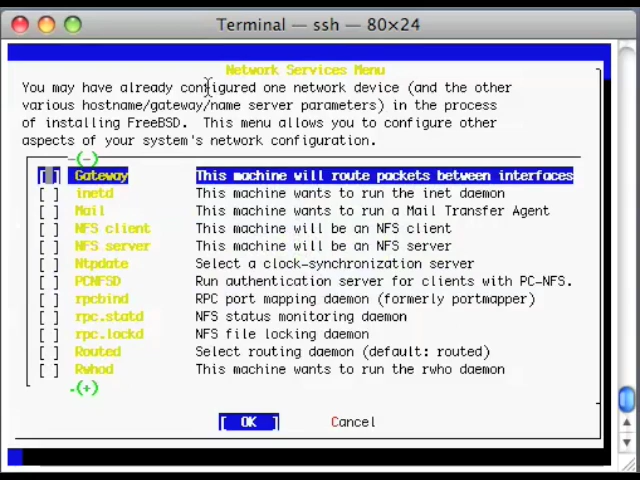 Terminal — ssh — 80×24
Network Services Menu
You may have already configured one network device (and the other
various hostname/gateway/name server parameters) in the process
of installing FreeBSD.  This menu allows you to configure other
aspects of your system's network configuration.
-(-)
[ ] Gateway This machine will route packets between interfaces
[ ] inetd This machine wants to run the inet daemon
[ ] Mail This machine wants to run a Mail Transfer Agent
[ ] NFS client This machine will be an NFS client
[ ] NFS server This machine will be an NFS server
[ ] Ntpdate Select a clock-synchronization server
[ ] PCNFSD Run authentication server for clients with PC-NFS.
[ ] rpcbind RPC port mapping daemon (formerly portmapper)
[ ] rpc.statd NFS status monitoring daemon
[ ] rpc.lockd NFS file locking daemon
[ ] Routed Select routing daemon (default: routed)
[ ] Rwhod This machine wants to run the rwho daemon
-(+)
[ OK ] Cancel